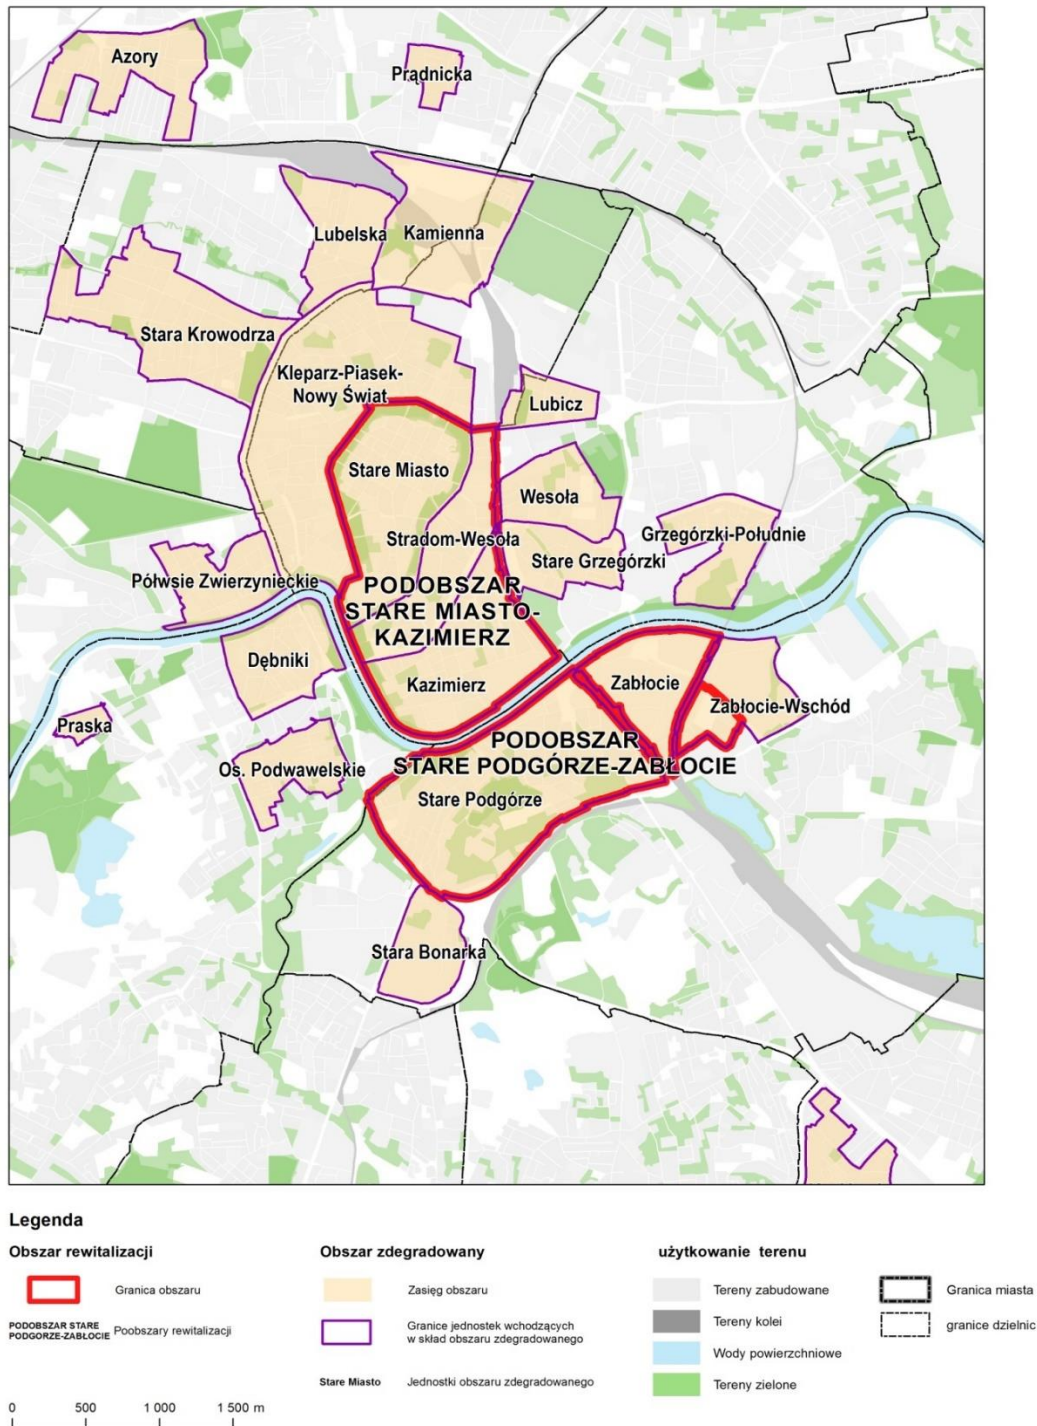 Azory
Prądnicka
Lubelska
Kamienna
Stara Krowodrza
Kleparz-Piasek-
Nowy Świat
Lubicz
Stare Miasto
Wesoła
Stradom-Wesoła
Grzegórzki-Południe
Stare Grzegórzki
Półwsie Zwierzynieckie
PODOBSZAR
STARE MIASTO-
KAZIMIERZ
Dębniki
Kazimierz
Zabłocie
Zabłocie-Wschód
Praska
PODOBSZAR
STARE PODGÓRZE-ZABŁOCIE
Os. Podwawelskie
Stare Podgórze
Stara Bonarka
Legenda
Obszar rewitalizacji
Granica obszaru
PODOBSZAR STARE
PODGORZE-ZABŁOCIE
Poobszary rewitalizacji
Obszar zdegradowany
Zasięg obszaru
Granice jednostek wchodzących
w skład obszaru zdegradowanego
Stare Miasto
Jednostki obszaru zdegradowanego
użytkowanie terenu
Tereny zabudowane
Tereny kolei
Wody powierzchniowe
Tereny zielone
Granica miasta
granice dzielnic
0 500 1 000 1 500 m